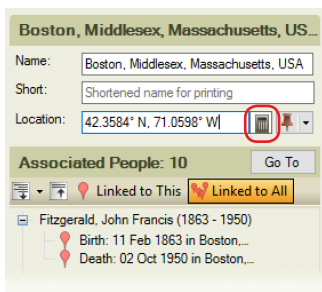 Boston, Middlesex, Massachusetts, US...
Name: Boston, Middlesex, Massachusetts, USA
Short: Shortened name for printing
Location: 42.3584° N, 71.0598° W
Associated People: 10 Go To
Linked to This Linked to All
Fitzgerald, John Francis (1863 - 1950)
Birth: 11 Feb 1863 in Boston,...
Death: 02 Oct 1950 in Boston,...